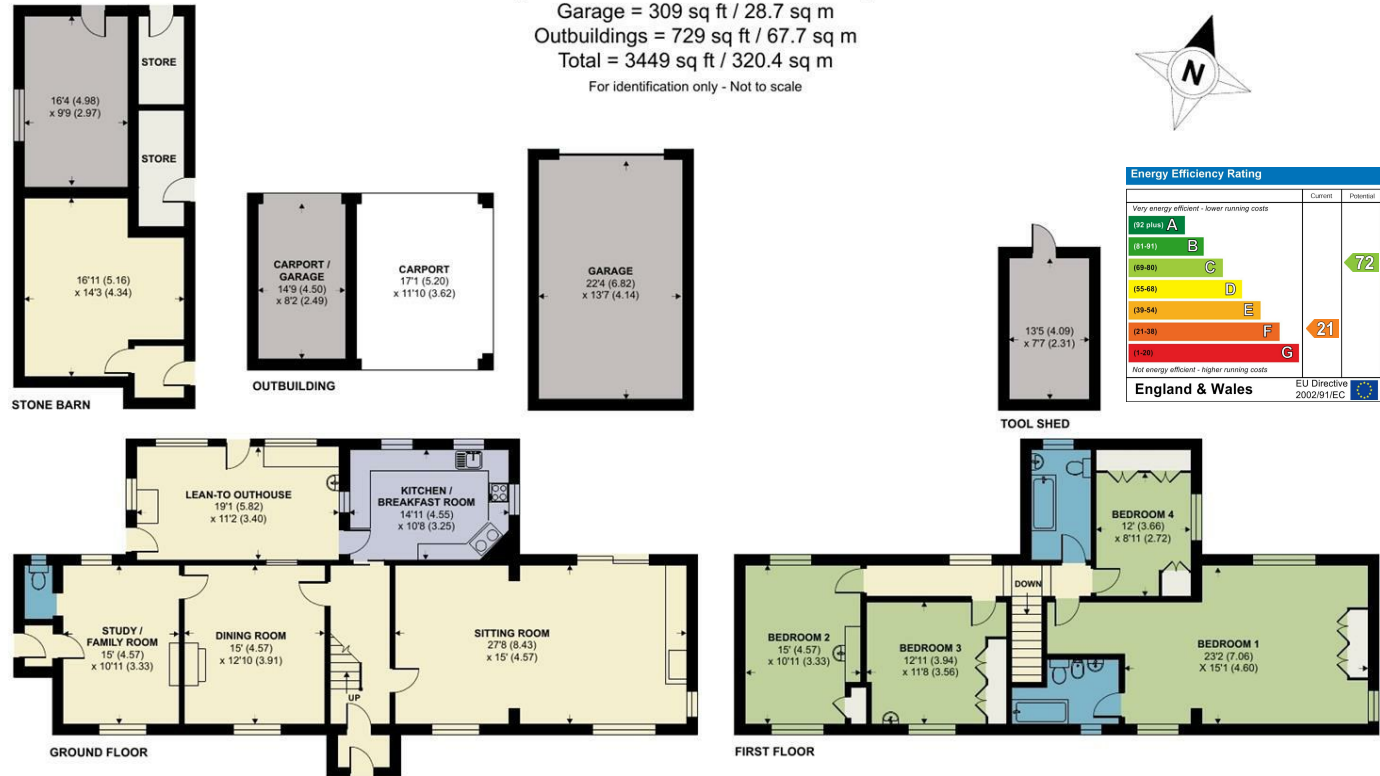 Garage = 309 sq ft / 28.7 sq m
Outbuildings = 729 sq ft / 67.7 sq m
Total = 3449 sq ft / 320.4 sq m
For identification only - Not to scale
N
STORE
16'4 (4.98)
x 9'9 (2.97)
STORE
16'11 (5.16)
x 14'3 (4.34)
STONE BARN
CARPORT /
GARAGE
14'9 (4.50)
x 8'2 (2.49)
CARPORT
17'1 (5.20)
x 11'10 (3.62)
OUTBUILDING
GARAGE
22'4 (6.82)
x 13'7 (4.14)
13'5 (4.09)
x 7'7 (2.31)
TOOL SHED
Energy Efficiency Rating
Current
Potential
Very energy efficient - lower running costs
(92 plus) A
(81-91) B
(69-80) C
72
(55-68) D
(39-54) E
(21-38) F
21
(1-20) G
Not energy efficient - higher running costs
England & Wales
EU Directive
2002/91/EC
LEAN-TO OUTHOUSE
19'1 (5.82)
x 11'2 (3.40)
KITCHEN /
BREAKFAST ROOM
14'11 (4.55)
x 10'8 (3.25)
STUDY /
FAMILY ROOM
15' (4.57)
x 10'11 (3.33)
DINING ROOM
15' (4.57)
x 12'10 (3.91)
SITTING ROOM
27'8 (8.43)
x 15' (4.57)
UP
GROUND FLOOR
BEDROOM 4
12' (3.66)
x 8'11 (2.72)
DOWN
BEDROOM 2
15' (4.57)
x 10'11 (3.33)
BEDROOM 3
12'11 (3.94)
x 11'8 (3.56)
BEDROOM 1
23'2 (7.06)
X 15'1 (4.60)
FIRST FLOOR